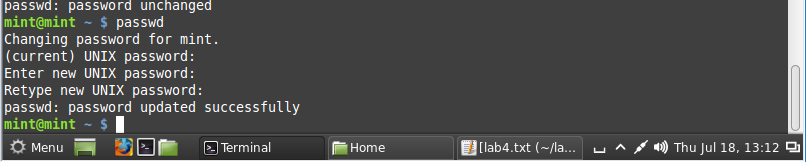 passwd: password unchanged
mint@mint ~ $ passwd
Changing password for mint.
(current) UNIX password:
Enter new UNIX password:
Retype new UNIX password:
passwd: password updated successfully
mint@mint ~ $
Menu Terminal Home [lab4.txt (~/la... Thu Jul 18, 13:12